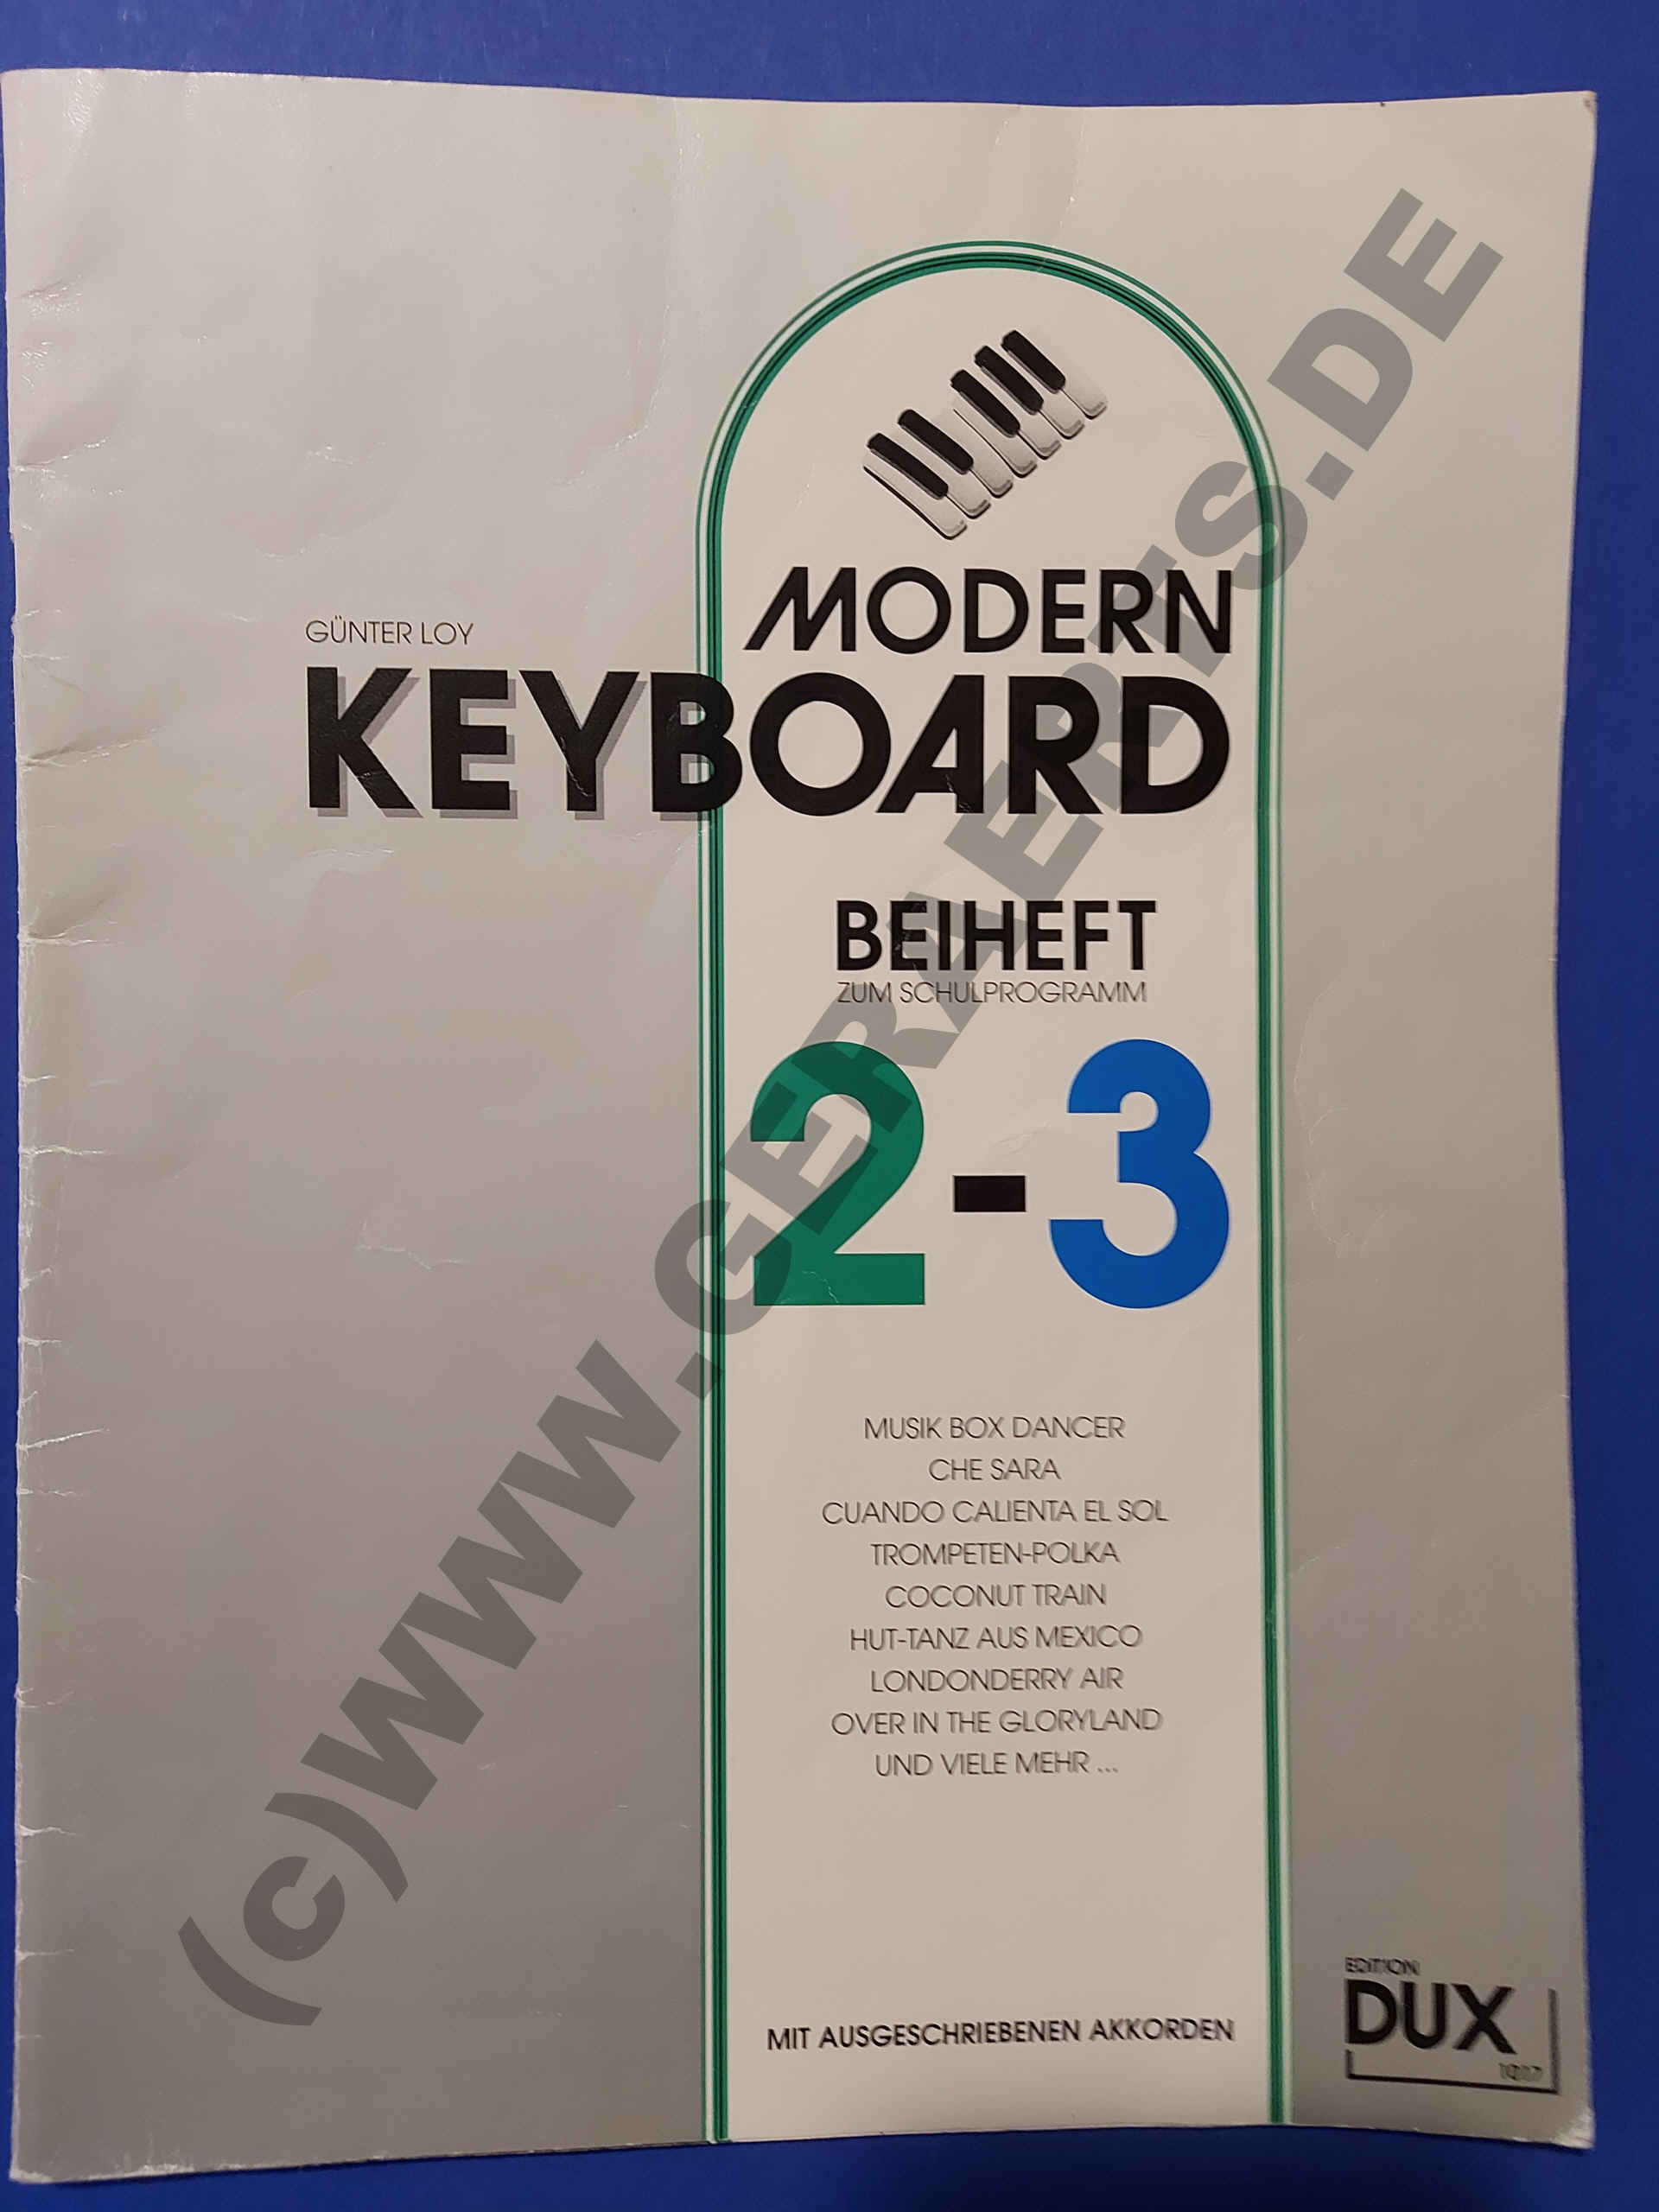 GÜNTER LOY
MODERN
KEYBOARD
BEIHEFT
ZUM SCHULPROGRAMM
2-3
MUSIK BOX DANCER
CHE SARA
CUANDO CALIENTA EL SOL
TROMPETEN-POLKA
COCONUT TRAIN
HUT-TANZ AUS MEXICO
LONDONDERRY AIR
OVER IN THE GLORYLAND
UND VIELE MEHR ...
MIT AUSGESCHRIEBENEN AKKORDEN
EDITION
DUX
(c)WWW.GERAERTS.DE